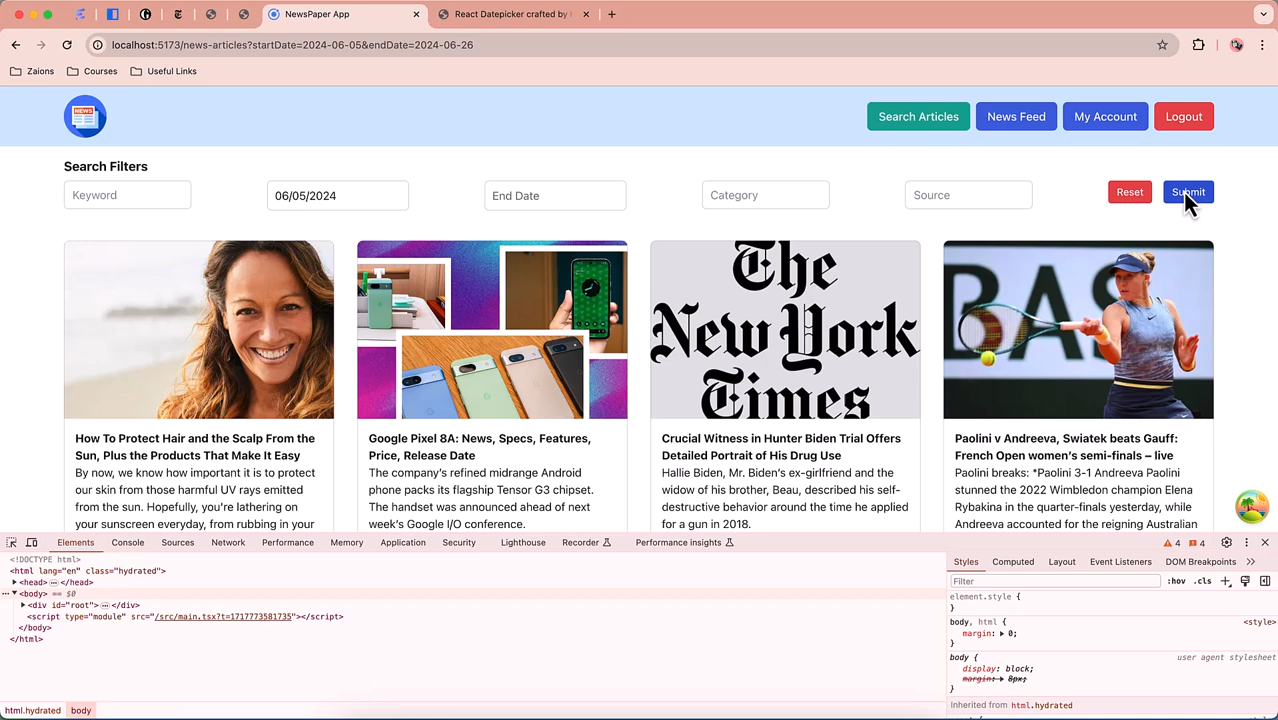 NewsPaper App
React Datepicker crafted by
localhost:5173/news-articles?startDate=2024-06-05&endDate=2024-06-26
Zaions Courses Useful Links
NEWS Search Articles News Feed My Account Logout
Search Filters
Keyword 06/05/2024 End Date Category Source Reset Submit
The
New York
Times
BAS
How To Protect Hair and the Scalp From the
Sun, Plus the Products That Make It Easy
By now, we know how important it is to protect
our skin from those harmful UV rays emitted
from the sun. Hopefully, you're lathering on
your sunscreen everyday, from rubbing in your
Google Pixel 8A: News, Specs, Features,
Price, Release Date
The company's refined midrange Android
phone packs its flagship Tensor G3 chipset.
The handset was announced ahead of next
week's Google I/O conference.
Crucial Witness in Hunter Biden Trial Offers
Detailed Portrait of His Drug Use
Hallie Biden, Mr. Biden's ex-girlfriend and the
widow of his brother, Beau, described his self-
destructive behavior around the time he applied
for a gun in 2018.
Paolini v Andreeva, Swiatek beats Gauff:
French Open women's semi-finals – live
Paolini breaks: *Paolini 3-1 Andreeva Paolini
stunned the 2022 Wimbledon champion Elena
Rybakina in the quarter-finals yesterday, while
Andreeva accounted for the reigning Australian
Elements Console Sources Network Performance Memory Application Security Lighthouse Recorder Performance insights 4 4
<!DOCTYPE html>
<html lang="en" class="hydrated">
<head> … </head>
<body> == $0
<div id="root"> … </div>
<script type="module" src="/src/main.tsx?t=1717773581735"></script>
</body>
</html>
html.hydrated body
Styles Computed Layout Event Listeners DOM Breakpoints
Filter :hov .cls
element.style {
}
body, html { <style>
margin: 0;
}
body { user agent stylesheet
display: block;
margin: 8px;
}
Inherited from html.hydrated